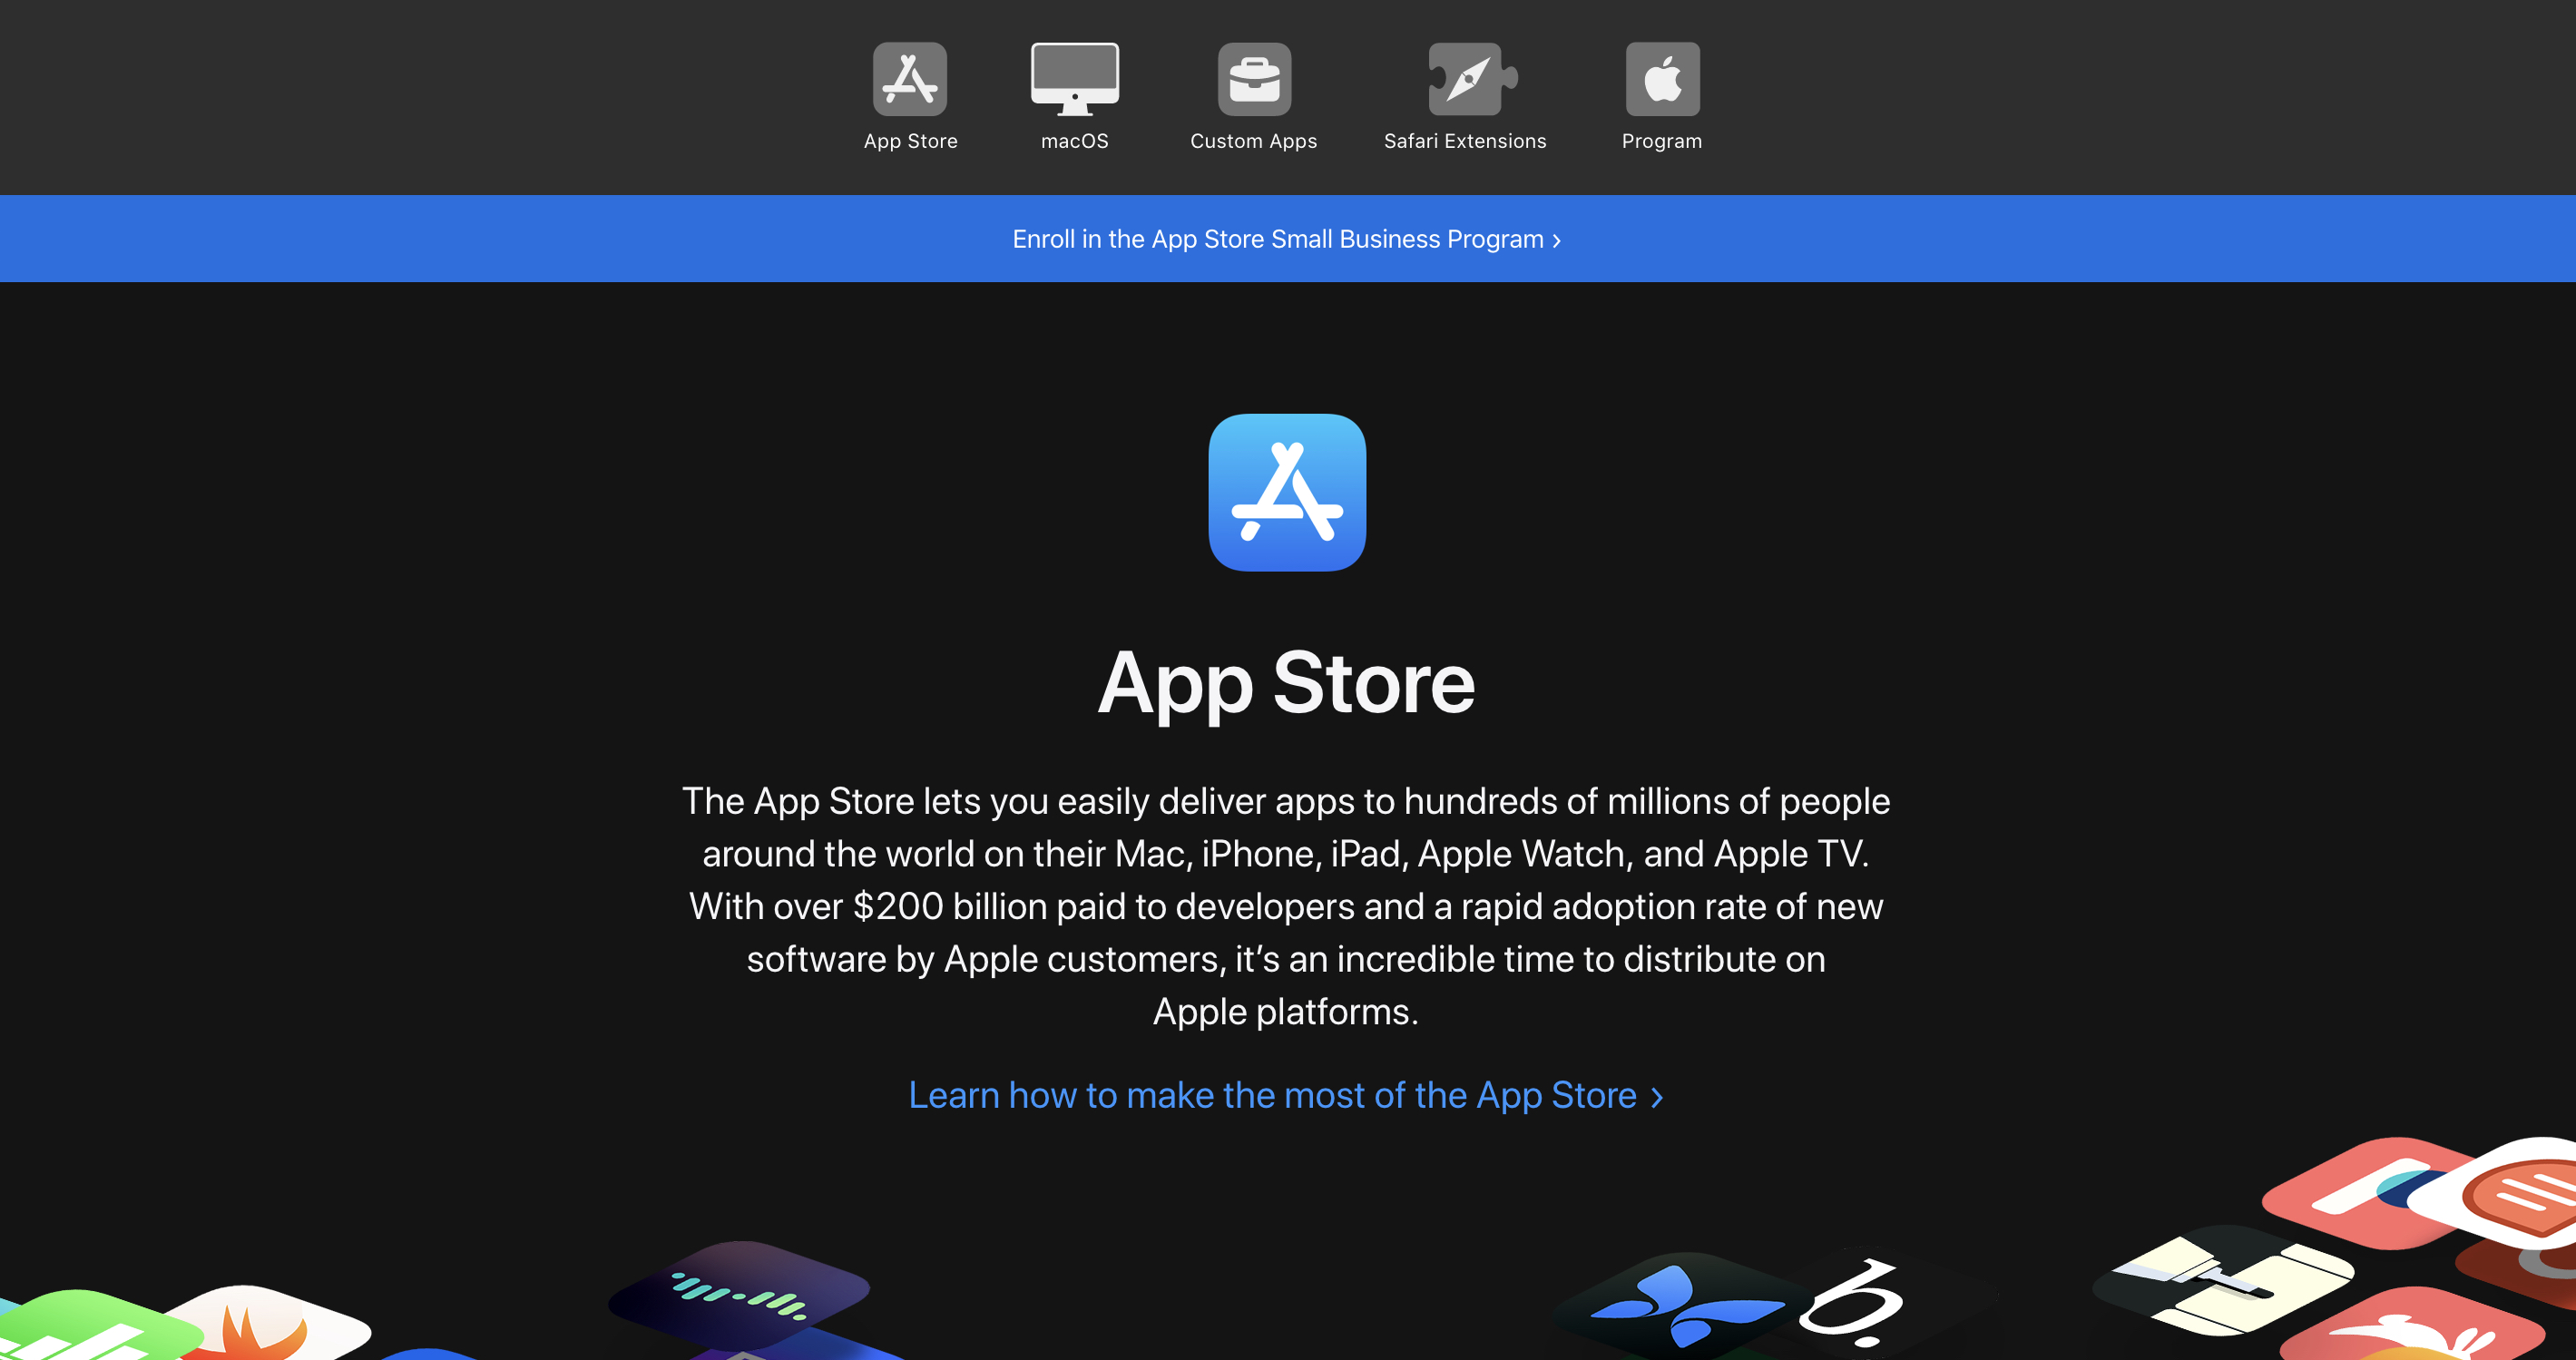 App Store
macOS
Custom Apps
Safari Extensions
Program
Enroll in the App Store Small Business Program ›
App Store
The App Store lets you easily deliver apps to hundreds of millions of people
around the world on their Mac, iPhone, iPad, Apple Watch, and Apple TV.
With over $200 billion paid to developers and a rapid adoption rate of new
software by Apple customers, it’s an incredible time to distribute on
Apple platforms.
Learn how to make the most of the App Store ›